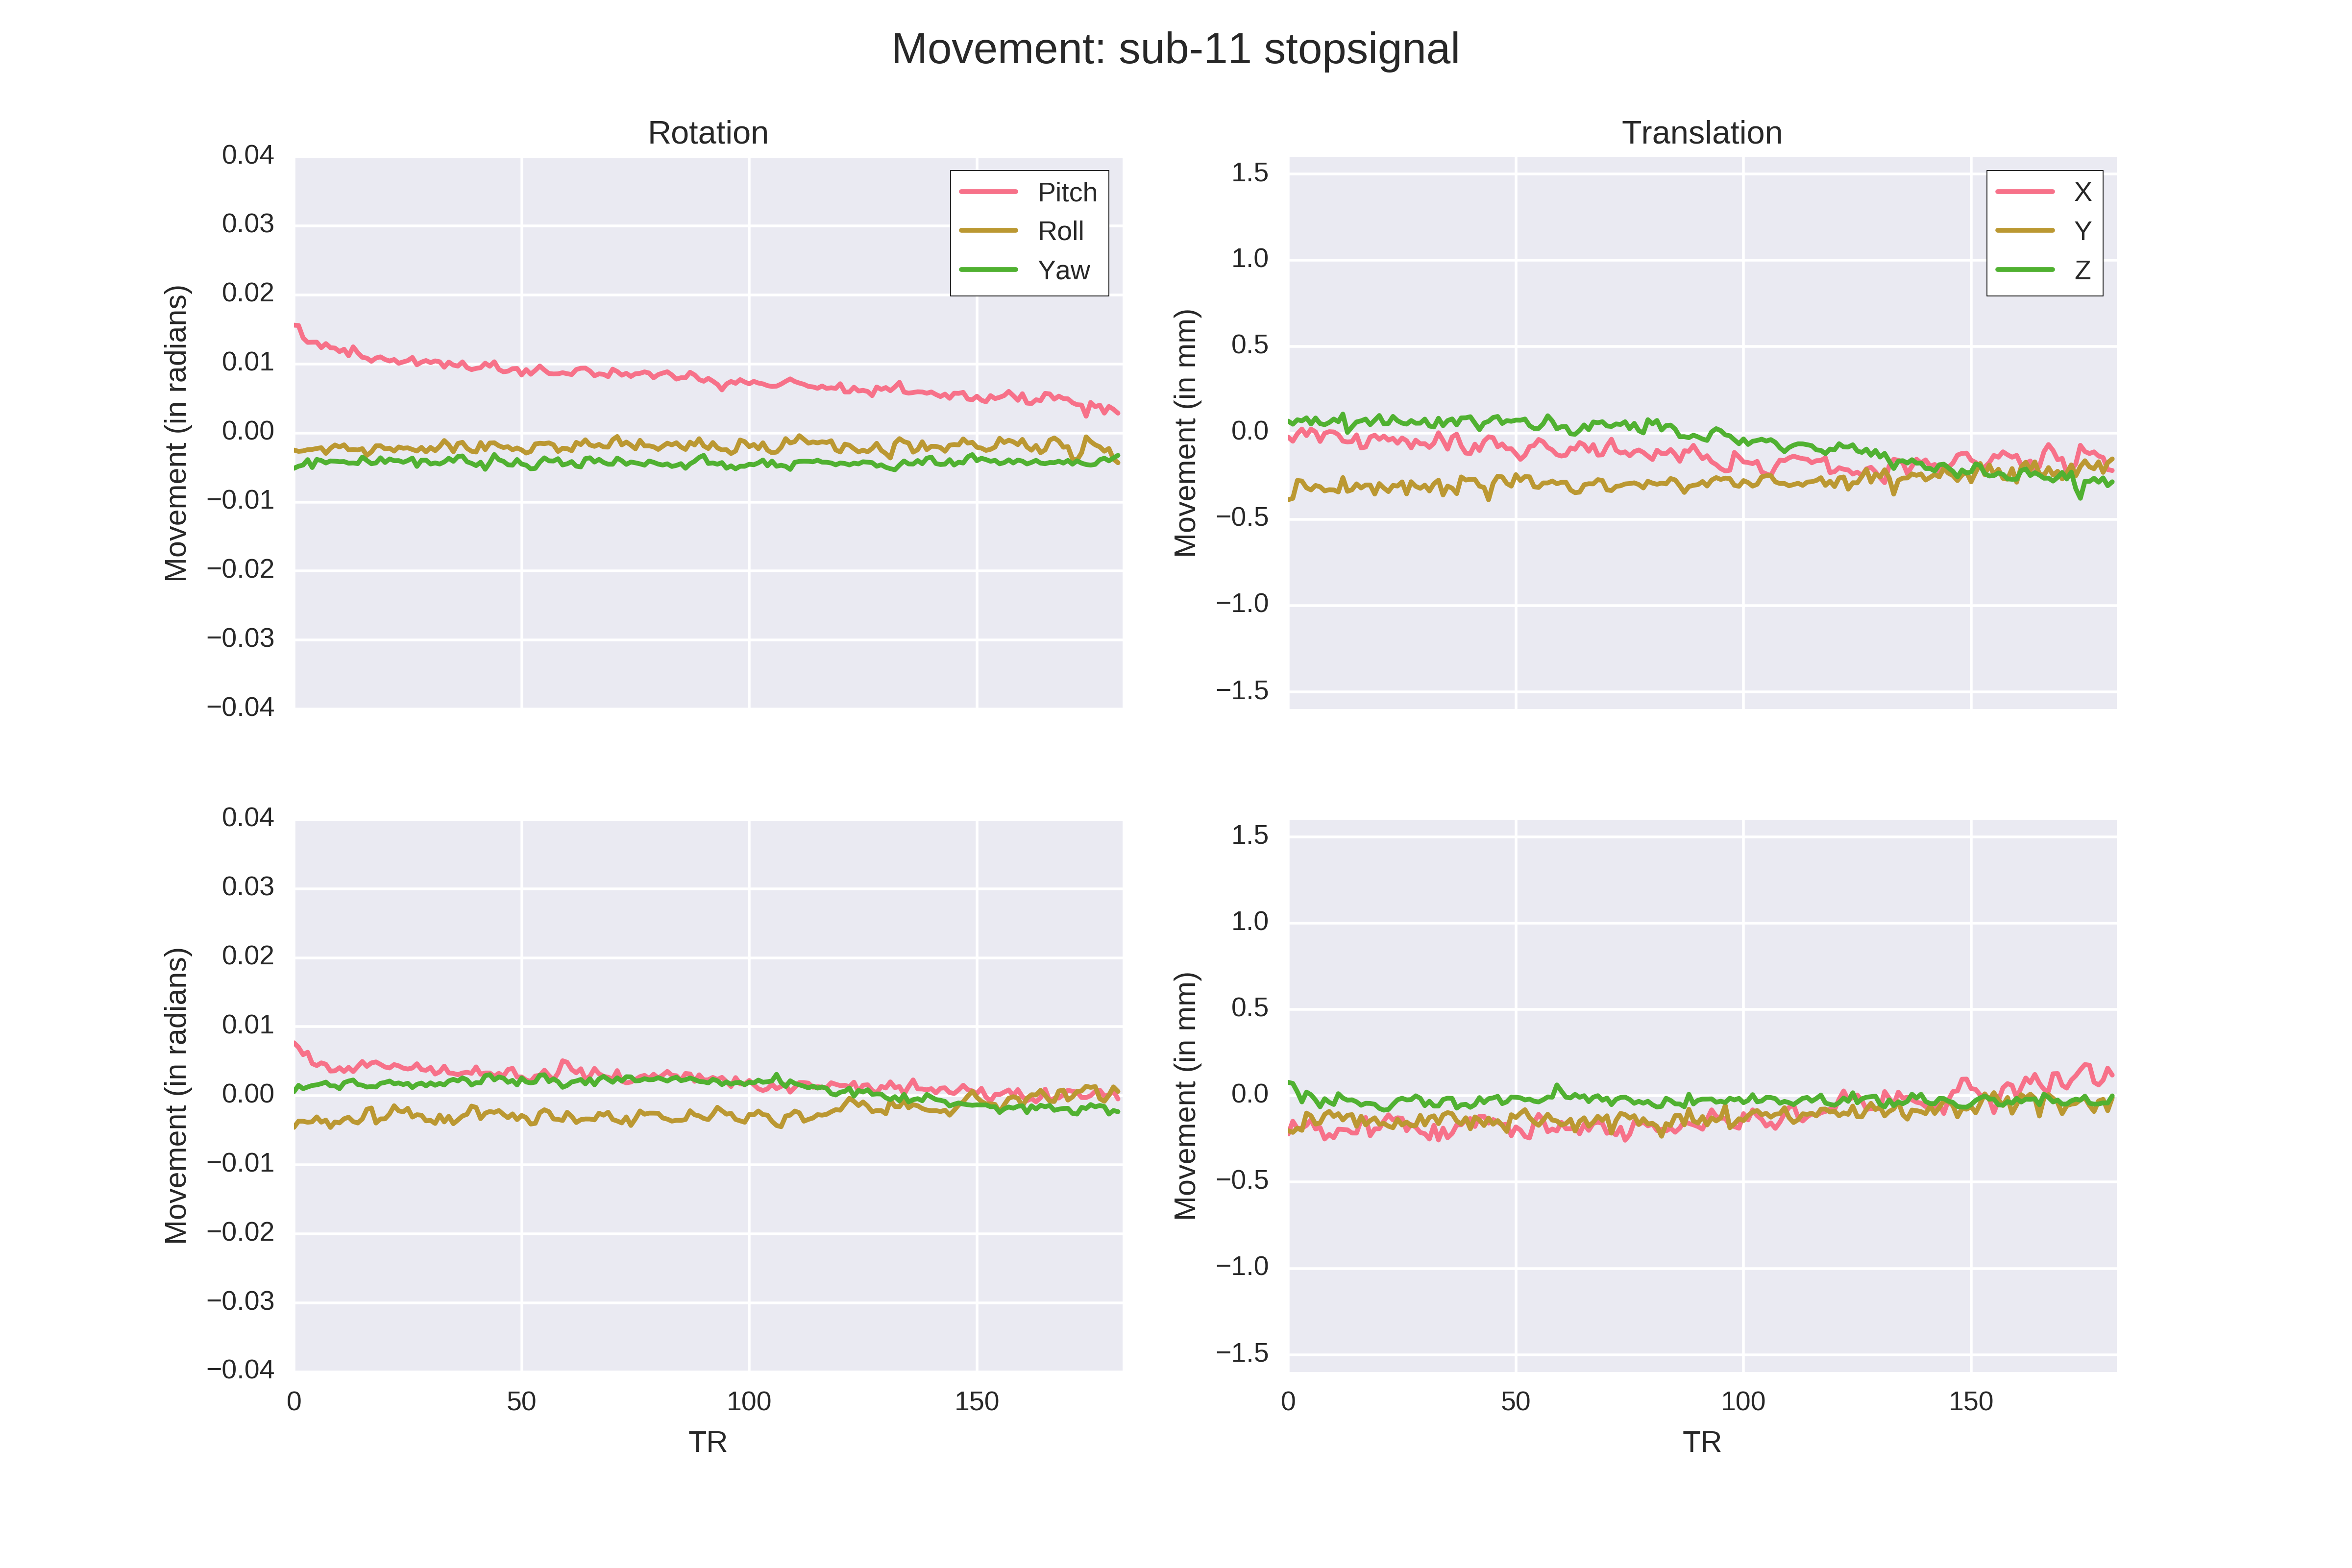 Movement: sub-11 stopsignal
Rotation
Translation
0.04
0.03
0.02
0.01
0.00
−0.01
−0.02
−0.03
−0.04
Movement (in radians)
Pitch
Roll
Yaw
1.5
1.0
0.5
0.0
−0.5
−1.0
−1.5
Movement (in mm)
X
Y
Z
0.04
0.03
0.02
0.01
0.00
−0.01
−0.02
−0.03
−0.04
Movement (in radians)
0 50 100 150
TR
1.5
1.0
0.5
0.0
−0.5
−1.0
−1.5
Movement (in mm)
0 50 100 150
TR